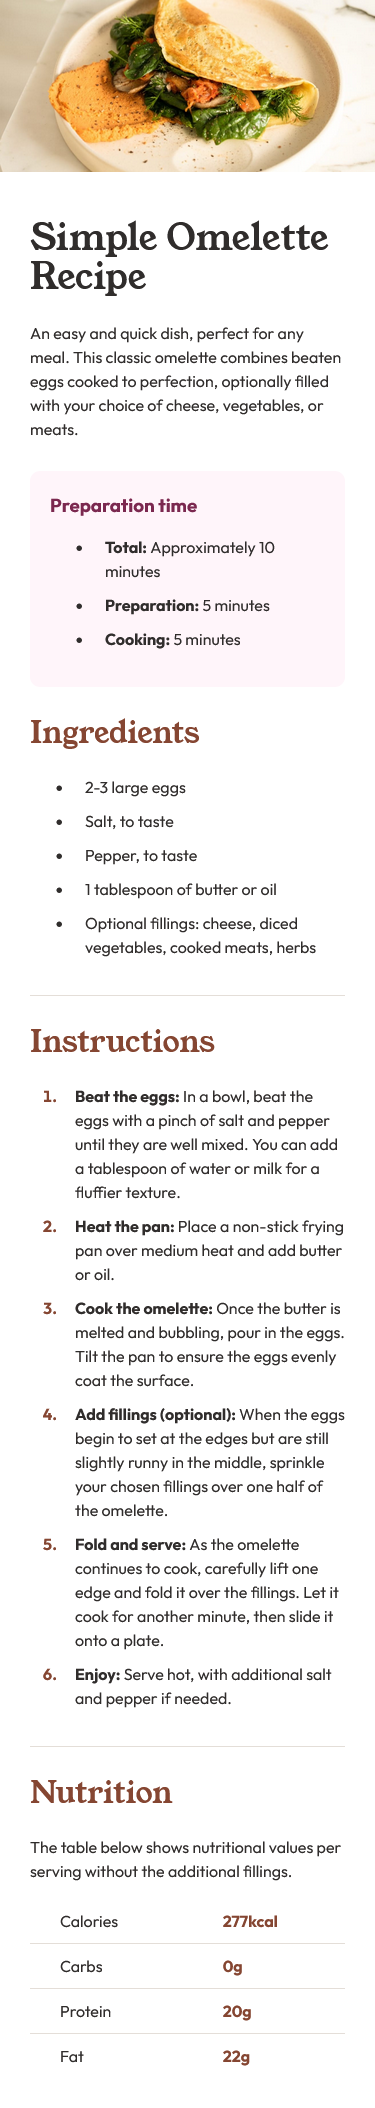 Simple Omelette
Recipe
An easy and quick dish, perfect for any
meal. This classic omelette combines beaten
eggs cooked to perfection, optionally filled
with your choice of cheese, vegetables, or
meats.
Preparation time
• Total: Approximately 10
minutes
• Preparation: 5 minutes
• Cooking: 5 minutes
Ingredients
• 2-3 large eggs
• Salt, to taste
• Pepper, to taste
• 1 tablespoon of butter or oil
• Optional fillings: cheese, diced
vegetables, cooked meats, herbs
Instructions
1. Beat the eggs: In a bowl, beat the
eggs with a pinch of salt and pepper
until they are well mixed. You can add
a tablespoon of water or milk for a
fluffier texture.
2. Heat the pan: Place a non-stick frying
pan over medium heat and add butter
or oil.
3. Cook the omelette: Once the butter is
melted and bubbling, pour in the eggs.
Tilt the pan to ensure the eggs evenly
coat the surface.
4. Add fillings (optional): When the eggs
begin to set at the edges but are still
slightly runny in the middle, sprinkle
your chosen fillings over one half of
the omelette.
5. Fold and serve: As the omelette
continues to cook, carefully lift one
edge and fold it over the fillings. Let it
cook for another minute, then slide it
onto a plate.
6. Enjoy: Serve hot, with additional salt
and pepper if needed.
Nutrition
The table below shows nutritional values per
serving without the additional fillings.
Calories 277kcal
Carbs 0g
Protein 20g
Fat 22g